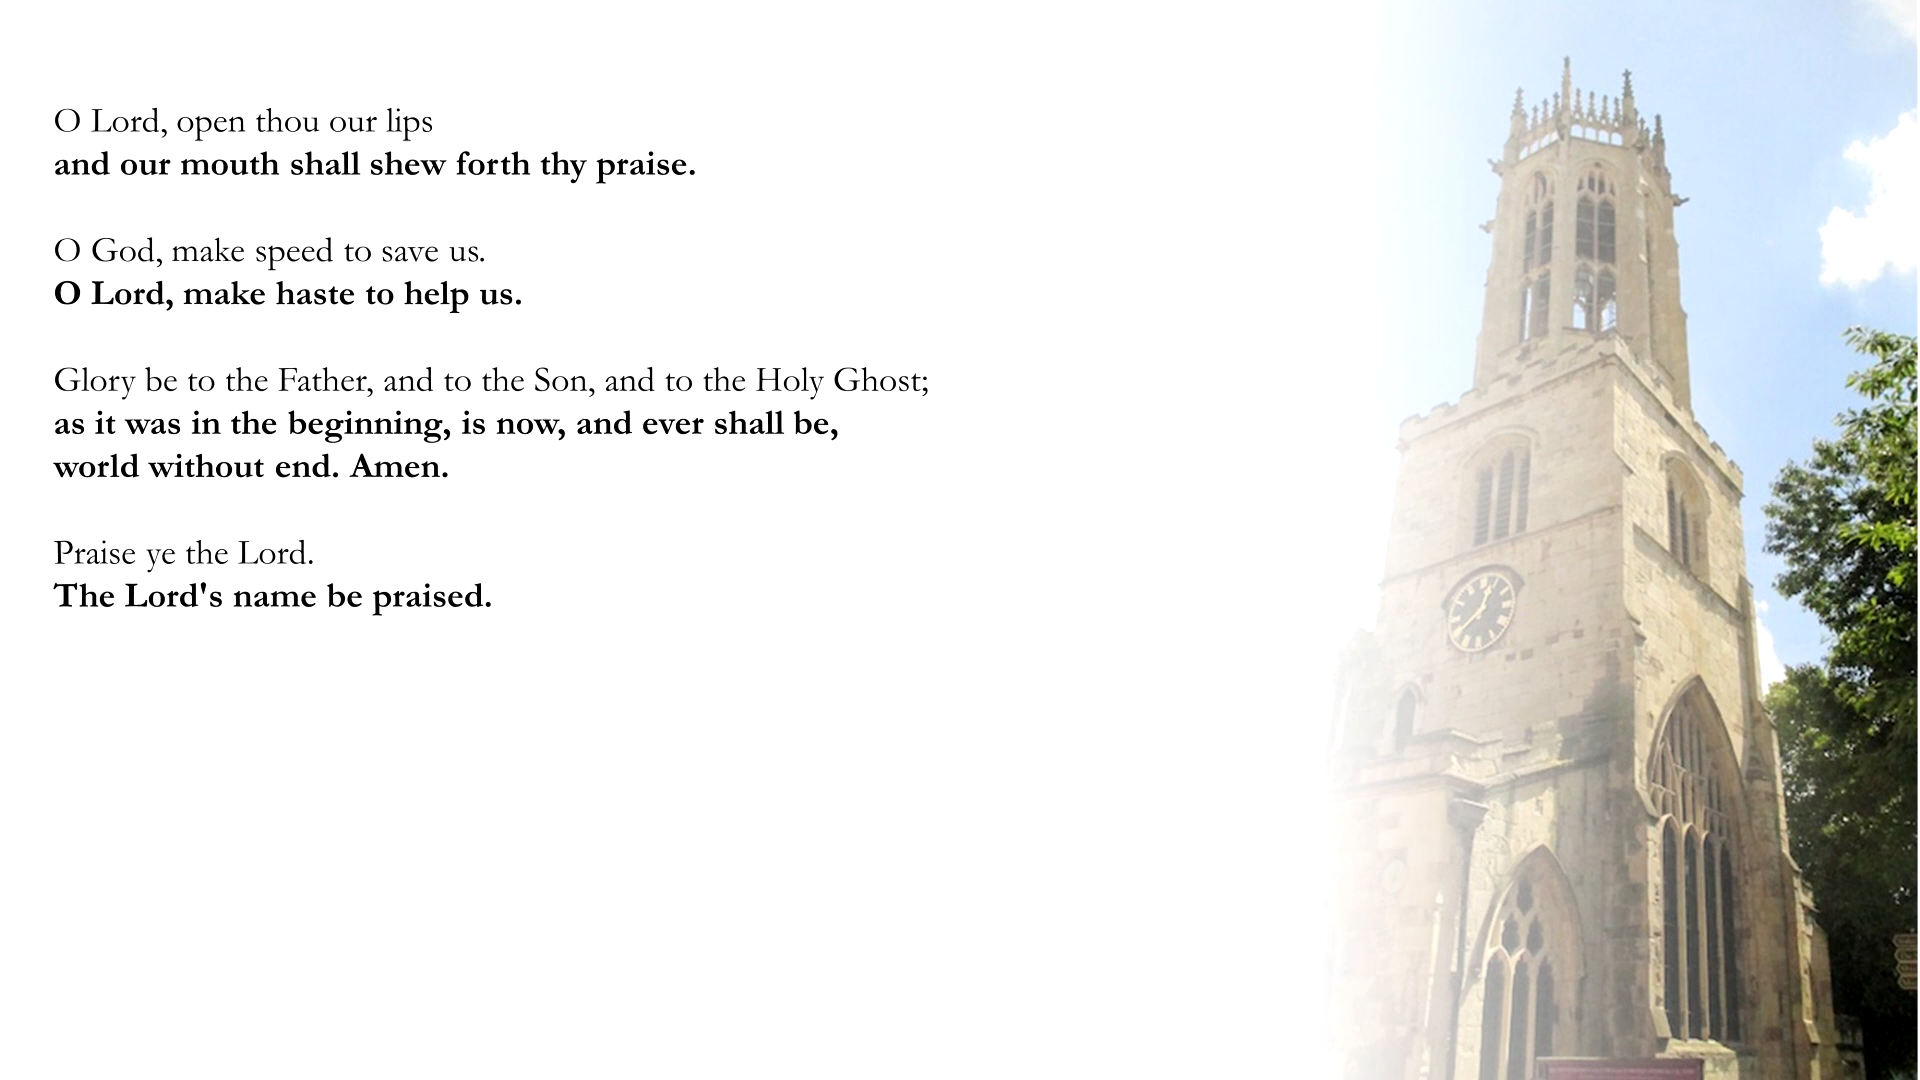 O Lord, open thou our lips
and our mouth shall shew forth thy praise.
O God, make speed to save us.
O Lord, make haste to help us.
Glory be to the Father, and to the Son, and to the Holy Ghost;
as it was in the beginning, is now, and ever shall be,
world without end. Amen.
Praise ye the Lord.
The Lord's name be praised.